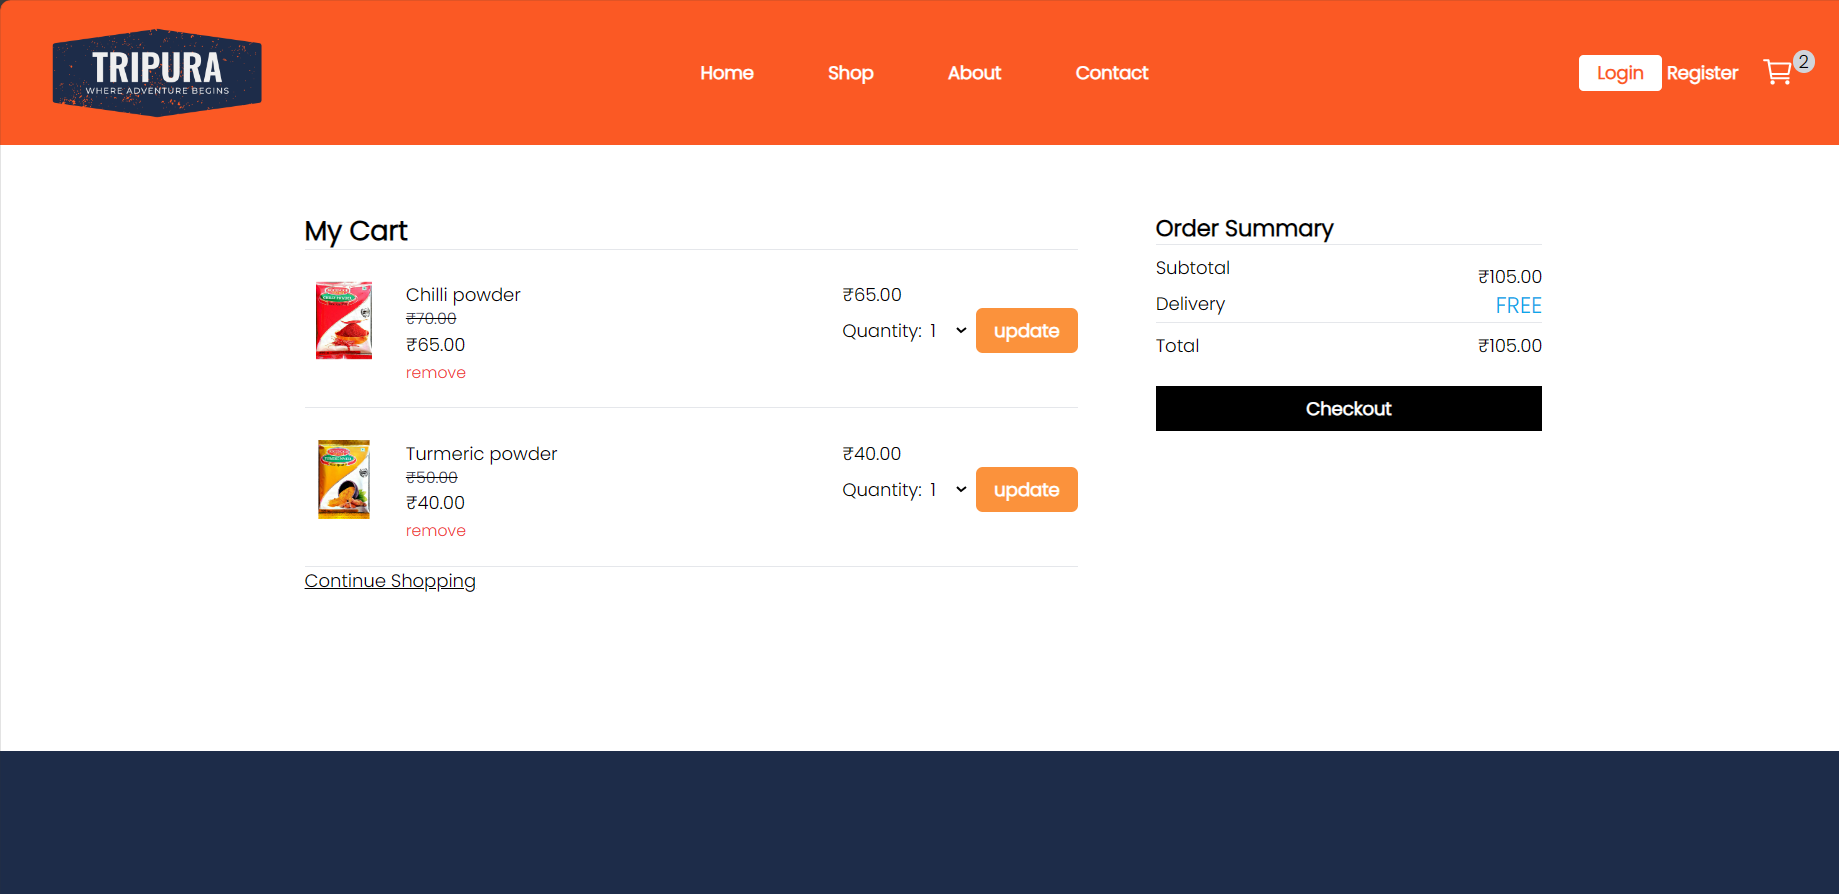 TRIPURA
WHERE ADVENTURE BEGINS
Home
Shop
About
Contact
Login
Register
2
My Cart
Chilli powder
₹70.00
₹65.00
remove
₹65.00
Quantity: 1
update
Turmeric powder
₹50.00
₹40.00
remove
₹40.00
Quantity: 1
update
Continue Shopping
Order Summary
Subtotal
₹105.00
Delivery
FREE
Total
₹105.00
Checkout